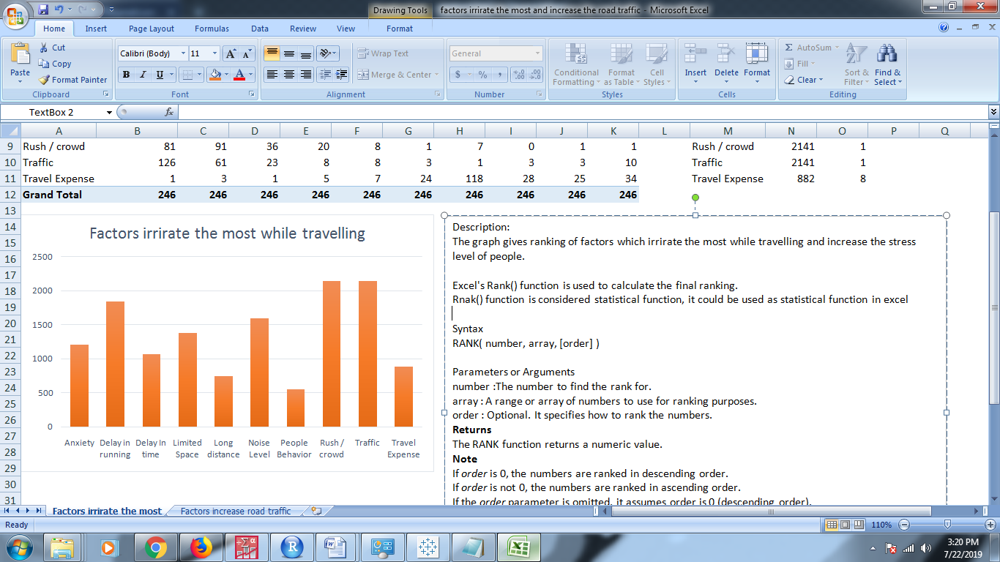 Drawing Tools factors irrirate the most and increase the road traffic - Microsoft Excel
Home Insert Page Layout Formulas Data Review View Format
Cut
Copy
Format Painter
Paste
Clipboard
Calibri (Body) 11
B I U
Font
Wrap Text
Merge & Center
Alignment
General
$ % ,
Number
Conditional Formatting
Format as Table
Cell Styles
Styles
Insert Delete Format
Cells
Σ AutoSum
Fill
Clear
Sort & Filter
Find & Select
Editing
TextBox 2 fx
A B C D E F G H I J K L M N O P Q
9 Rush / crowd 81 91 36 20 8 1 7 0 1 1 Rush / crowd 2141 1
10 Traffic 126 61 23 8 8 3 1 3 3 10 Traffic 2141 1
11 Travel Expense 1 3 1 5 7 24 118 28 25 34 Travel Expense 882 8
12 Grand Total 246 246 246 246 246 246 246 246 246 246
13
14
15
16
17
18
19
20
21
22
23
24
25
26
27
28
29
30
31
Factors irrirate the most while travelling
2500
2000
1500
1000
500
0
Anxiety Delay in running Delay In time Limited Space Long distance Noise Level People Behavior Rush / crowd Traffic Travel Expense
Description:
The graph gives ranking of factors which irrirate the most while travelling and increase the stress
level of people.
Excel's Rank() function is used to calculate the final ranking.
Rnak() function is considered statistical function, it could be used as statistical function in excel
Syntax
RANK( number, array, [order] )
Parameters or Arguments
number :The number to find the rank for.
array : A range or array of numbers to use for ranking purposes.
order : Optional. It specifies how to rank the numbers.
Returns
The RANK function returns a numeric value.
Note
If order is 0, the numbers are ranked in descending order.
If order is not 0, the numbers are ranked in ascending order.
If the order parameter is omitted, it assumes order is 0 (descending order).
Factors irrirate the most Factors increase road traffic
Ready 110%
3:20 PM
7/22/2019